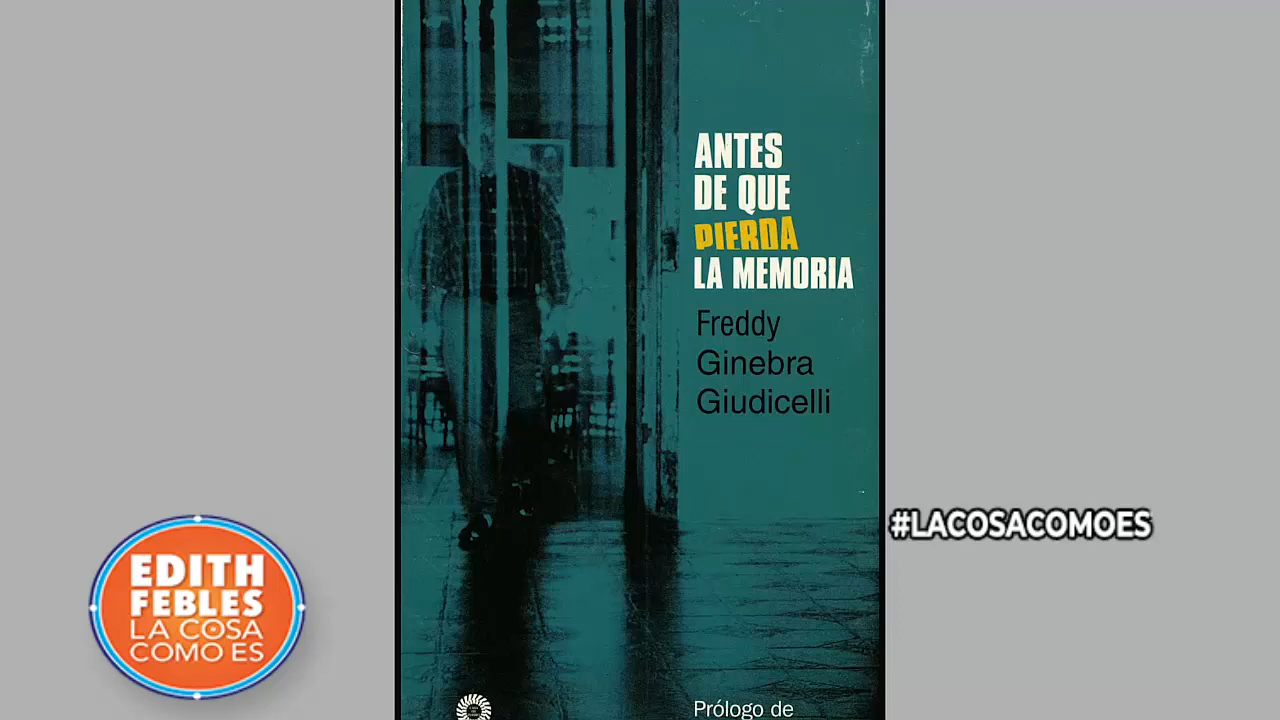 ANTES
DE QUE
PIERDA
LA MEMORIA
Freddy
Ginebra
Giudicelli
#LACOSACOMOES
EDITH
FEBLES
LA COSA
COMO ES
Prólogo de